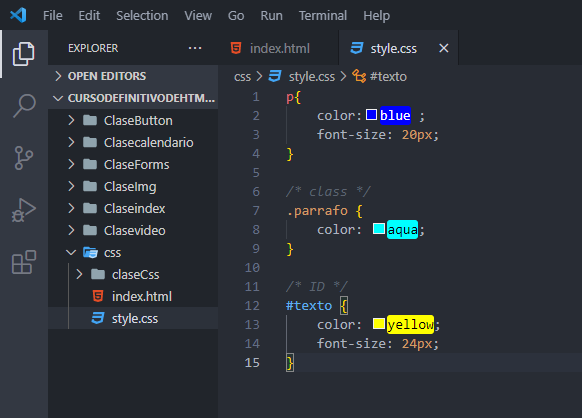 File Edit Selection View Go Run Terminal Help
EXPLORER ···
index.html style.css ×
OPEN EDITORS
CURSODEFINITIVODEHTM...
ClaseButton
Clasecalendario
ClaseForms
ClaseImg
Claseindex
Clasevideo
css
claseCss
index.html
style.css
css > style.css > #texto
1 p{
2 color: blue ;
3 font-size: 20px;
4 }
5
6 /* class */
7 .parrafo {
8 color: aqua;
9 }
10
11 /* ID */
12 #texto {
13 color: yellow;
14 font-size: 24px;
15 }